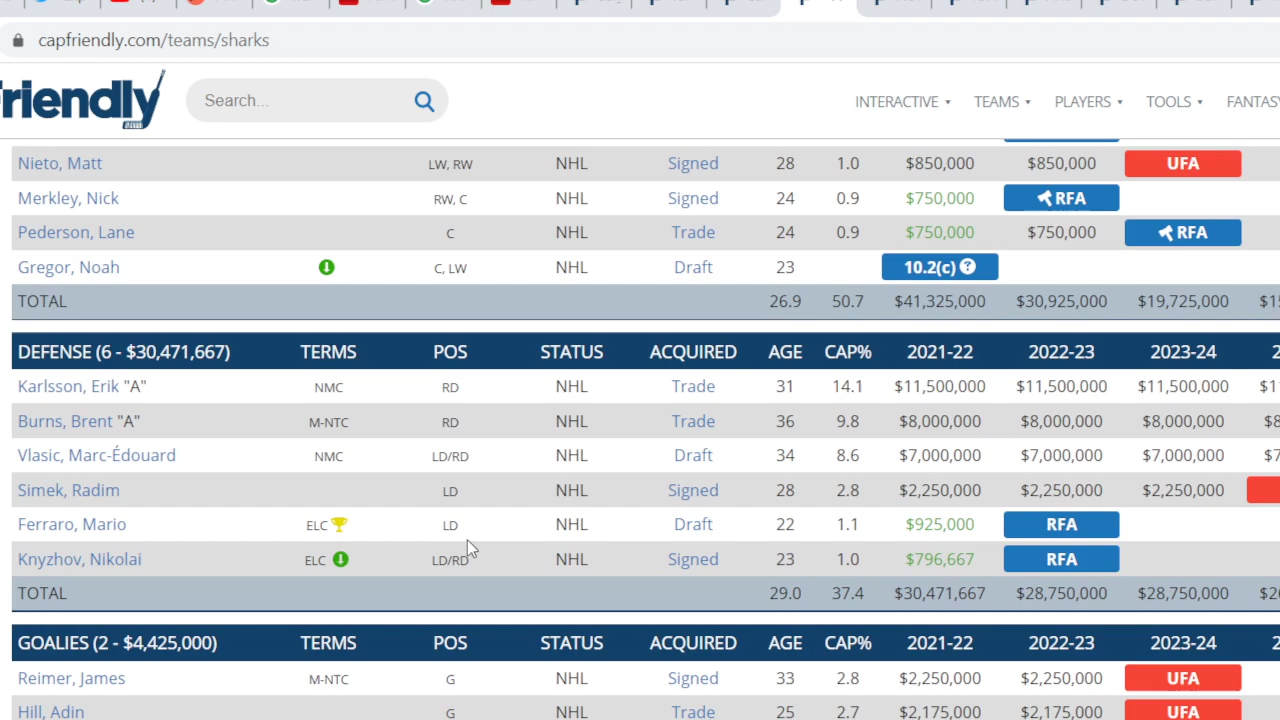 capfriendly.com/teams/sharks
friendly
Search...
INTERACTIVE TEAMS PLAYERS TOOLS FANTASY
Nieto, Matt LW, RW NHL Signed 28 1.0 $850,000 $850,000 UFA
Merkley, Nick RW, C NHL Signed 24 0.9 $750,000 RFA
Pederson, Lane C NHL Trade 24 0.9 $750,000 $750,000 RFA
Gregor, Noah C, LW NHL Draft 23 10.2(c) ?
TOTAL 26.9 50.7 $41,325,000 $30,925,000 $19,725,000
DEFENSE (6 - $30,471,667) TERMS POS STATUS ACQUIRED AGE CAP% 2021-22 2022-23 2023-24
Karlsson, Erik "A" NMC RD NHL Trade 31 14.1 $11,500,000 $11,500,000 $11,500,000
Burns, Brent "A" M-NTC RD NHL Trade 36 9.8 $8,000,000 $8,000,000 $8,000,000
Vlasic, Marc-Édouard NMC LD/RD NHL Draft 34 8.6 $7,000,000 $7,000,000 $7,000,000
Simek, Radim LD NHL Signed 28 2.8 $2,250,000 $2,250,000 $2,250,000
Ferraro, Mario ELC LD NHL Draft 22 1.1 $925,000 RFA
Knyzhov, Nikolai ELC LD/RD NHL Signed 23 1.0 $796,667 RFA
TOTAL 29.0 37.4 $30,471,667 $28,750,000 $28,750,000
GOALIES (2 - $4,425,000) TERMS POS STATUS ACQUIRED AGE CAP% 2021-22 2022-23 2023-24
Reimer, James M-NTC G NHL Signed 33 2.8 $2,250,000 $2,250,000 UFA
Hill, Adin G NHL Trade 25 2.7 $2,175,000 $2,175,000 UFA